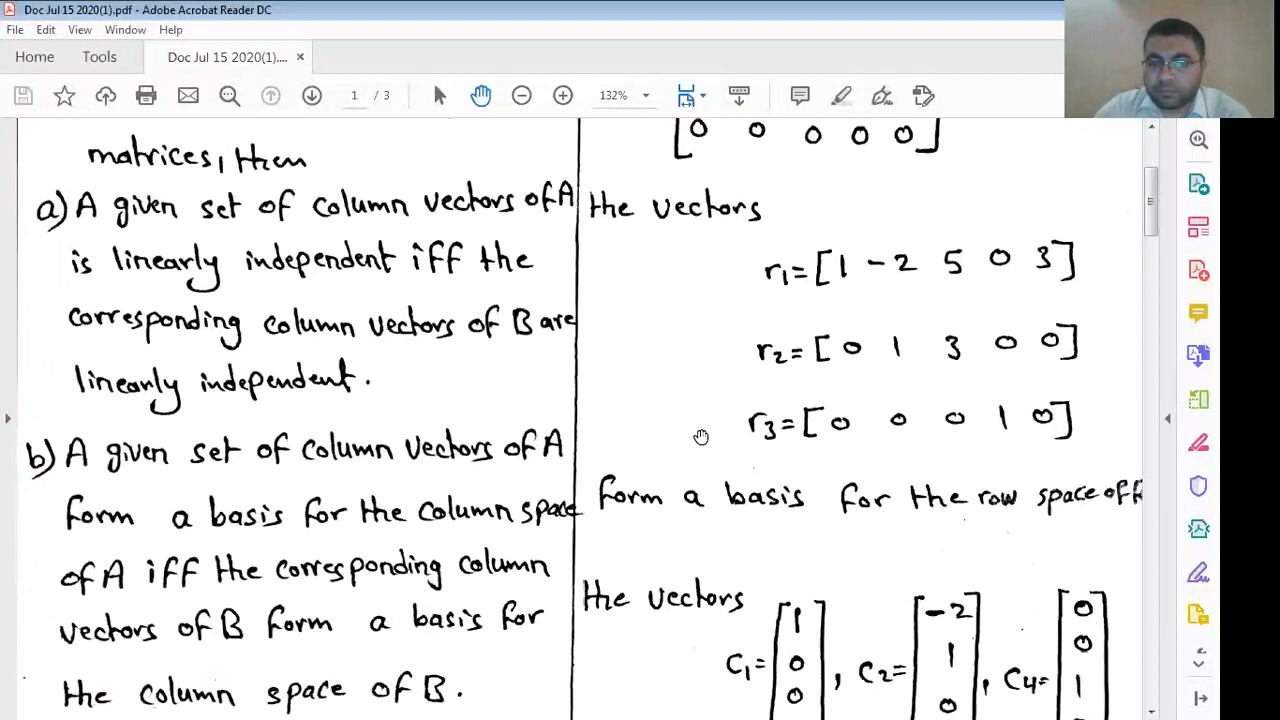 Doc Jul 15 2020(1).pdf - Adobe Acrobat Reader DC
File Edit View Window Help
Home Tools Doc Jul 15 2020(1).... ×
1 / 3 132%
matrices, then
a) A given set of column vectors of A
is linearly independent iff the
corresponding column vectors of B are
linearly independent.
b) A given set of column vectors of A
form a basis for the column space
of A iff the corresponding column
vectors of B form a basis for
the column space of B.
[0 0 0 0 0]
the vectors
r1=[1 -2 5 0 3]
r2=[0 1 3 0 0]
r3=[0 0 0 1 0]
form a basis for the row space of R
the vectors
C1=[1 0 0, C2=[-2 1 0, C4=[0 0 1